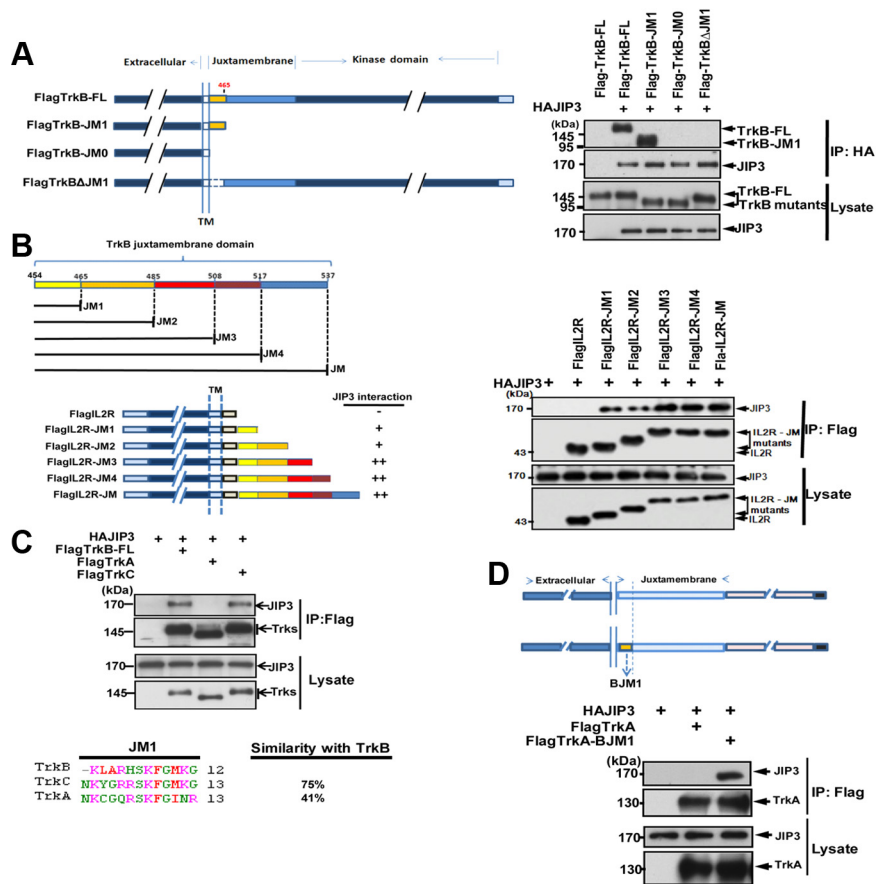 A
Extracellular
Juxtamembrane
Kinase domain
465
FlagTrkB-FL
FlagTrkB-JM1
FlagTrkB-JM0
FlagTrkBΔJM1
TM
Flag-TrkB-FL
Flag-TrkB-FL
Flag-TrkB-JM1
Flag-TrkB-JM0
Flag-TrkBΔJM1
HAJIP3 + + + +
(kDa)
145
95
TrkB-FL
TrkB-JM1
170
JIP3
IP: HA
145
95
TrkB-FL
TrkB mutants
170
JIP3
Lysate
B
TrkB juxtamembrane domain
454 465 485 508 517 537
JM1
JM2
JM3
JM4
JM
TM
JIP3 interaction
FlagIL2R -
FlagIL2R-JM1 +
FlagIL2R-JM2 +
FlagIL2R-JM3 ++
FlagIL2R-JM4 ++
FlagIL2R-JM ++
FlagIL2R
FlagIL2R-JM1
FlagIL2R-JM2
FlagIL2R-JM3
FlagIL2R-JM4
Fla-IL2R-JM
HAJIP3 + + + + + + +
170
JIP3
IL2R - JM
mutants
43
IL2R
IP: Flag
170
JIP3
IL2R - JM
mutants
43
IL2R
Lysate
C
HAJIP3 + + + +
FlagTrkB-FL +
FlagTrkA +
FlagTrkC +
(kDa)
170
JIP3
145
Trks
IP:Flag
170
JIP3
145
Trks
Lysate
JM1
Similarity with TrkB
TrkB -KLARHSKFGMKG 12
TrkC NKYGRRSKFGMKG 13 75%
TrkA NKCGQRSKFGINR 13 41%
D
Extracellular
Juxtamembrane
BJM1
HAJIP3 + + +
FlagTrkA +
FlagTrkA-BJM1 +
(kDa)
170
JIP3
130
TrkA
IP: Flag
170
JIP3
130
TrkA
Lysate